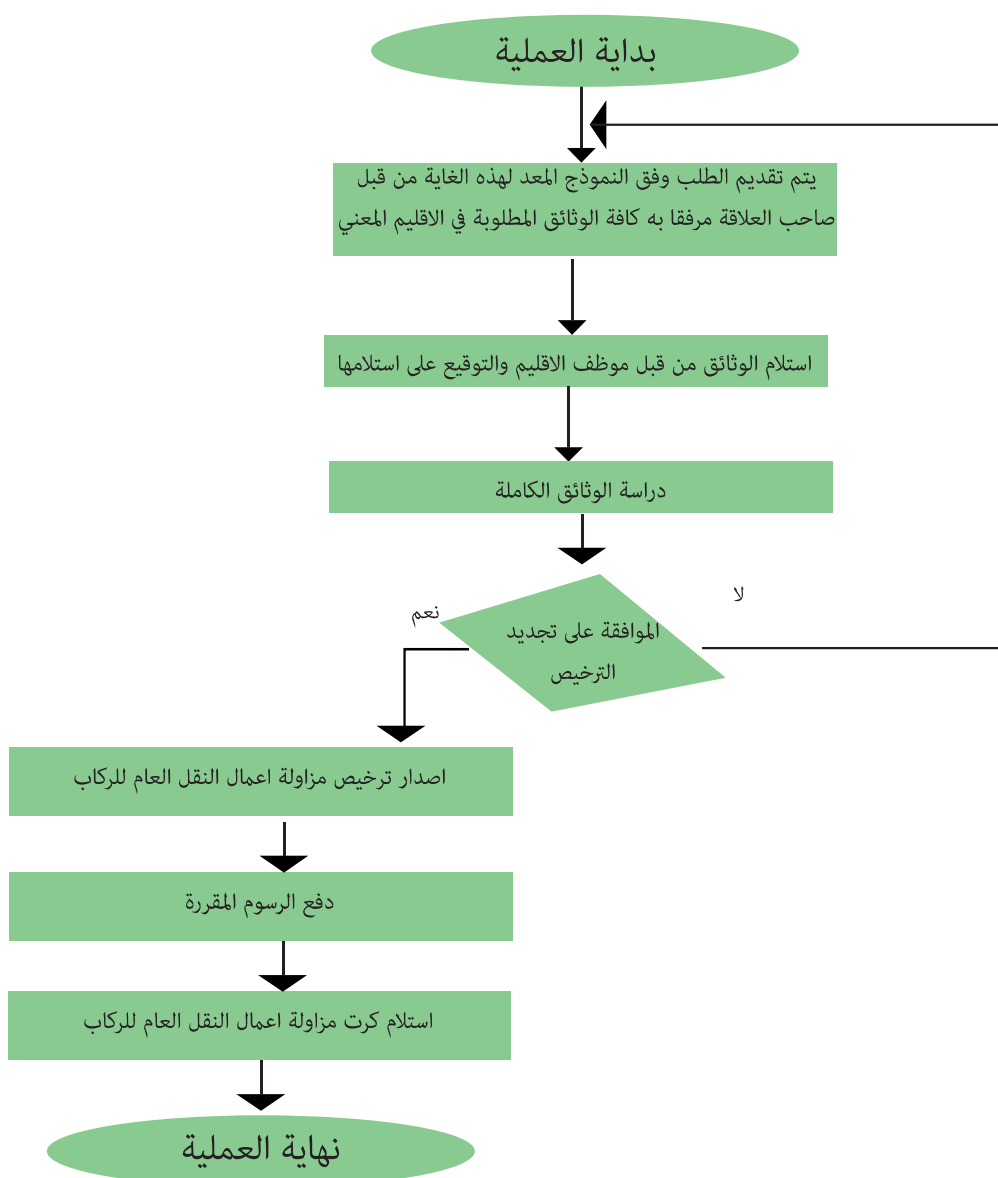 بداية العملية
يتم تقديم الطلب وفق النموذج المعد لهذه الغاية من قبل
صاحب العلاقة مرفقا به كافة الوثائق المطلوبة في الاقليم المعني
استلام الوثائق من قبل موظف الاقليم والتوقيع على استلامها
دراسة الوثائق الكاملة
لا
نعم
الموافقة على تجديد
الترخيص
اصدار ترخيص مزاولة اعمال النقل العام للركاب
دفع الرسوم المقررة
استلام كرت مزاولة اعمال النقل العام للركاب
نهاية العملية